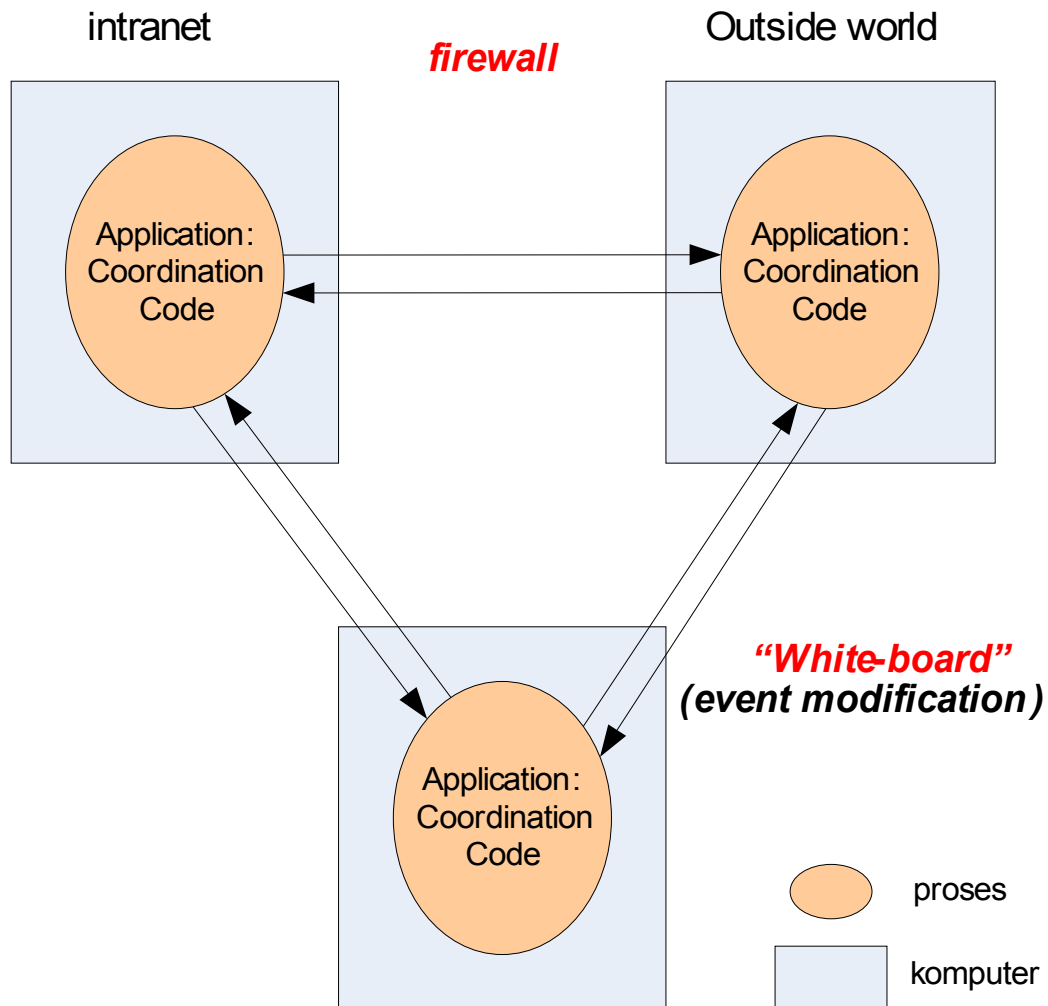 intranet
firewall
Outside world
Application:
Coordination
Code
Application:
Coordination
Code
Application:
Coordination
Code
“White-board”
(event modification)
proses
komputer